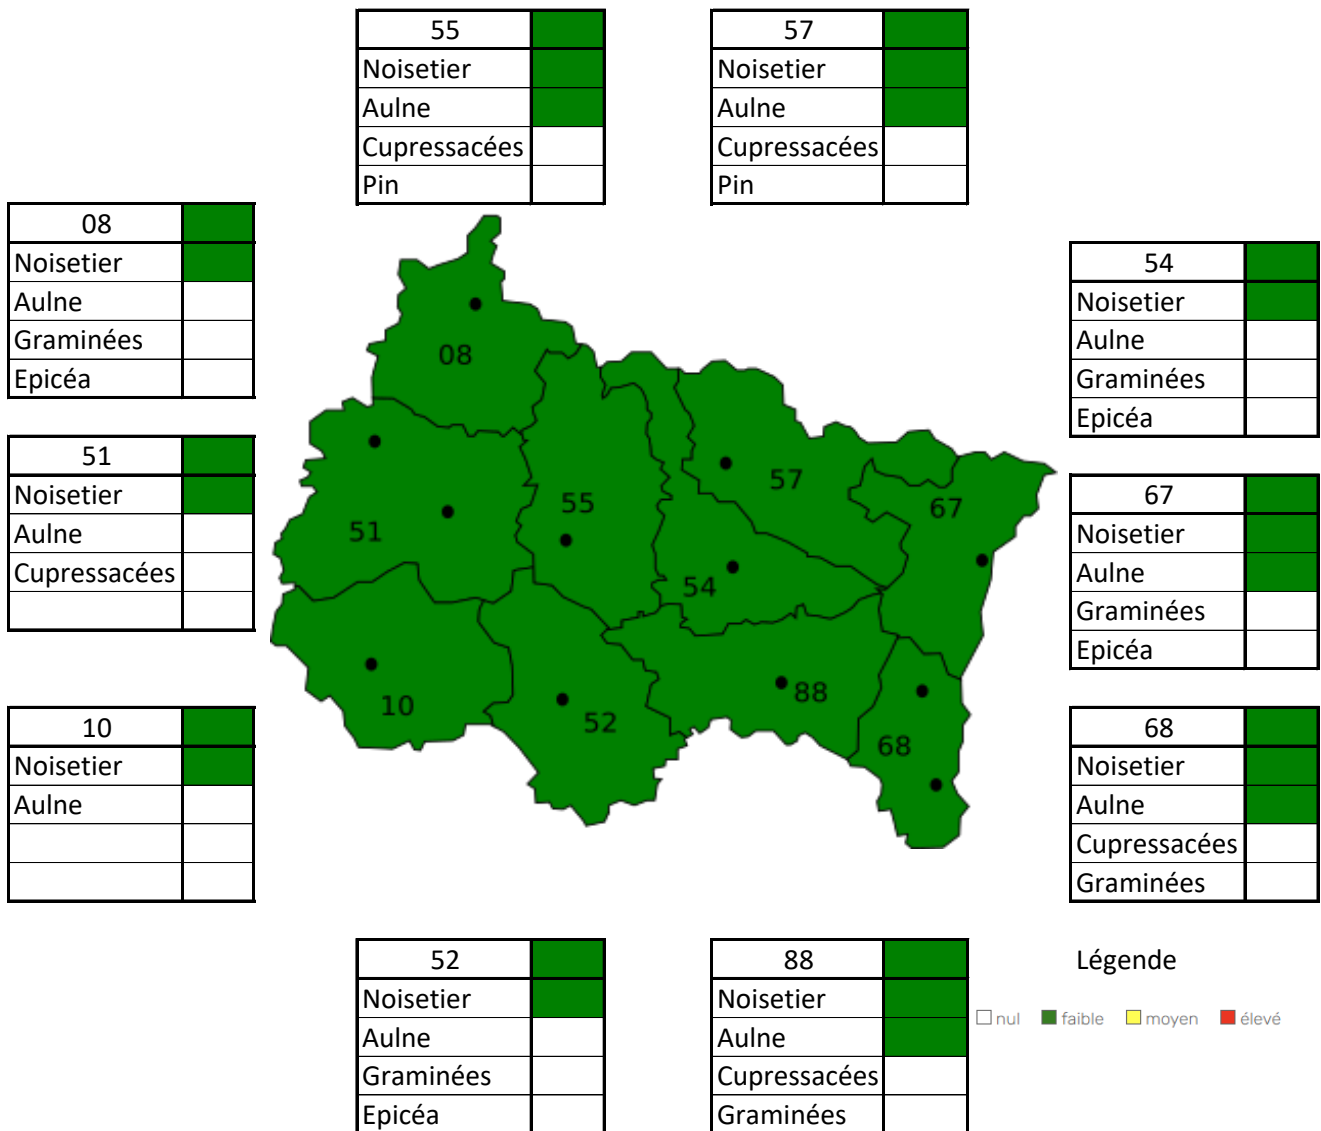 55
Noisetier
Aulne
Cupressacées
Pin
57
Noisetier
Aulne
Cupressacées
Pin
08
Noisetier
Aulne
Graminées
Epicéa
54
Noisetier
Aulne
Graminées
Epicéa
51
Noisetier
Aulne
Cupressacées
67
Noisetier
Aulne
Graminées
Epicéa
10
Noisetier
Aulne
68
Noisetier
Aulne
Cupressacées
Graminées
08
57
55
67
51
54
88
10
52
68
52
Noisetier
Aulne
Graminées
Epicéa
88
Noisetier
Aulne
Cupressacées
Graminées
Légende
nul faible moyen élevé